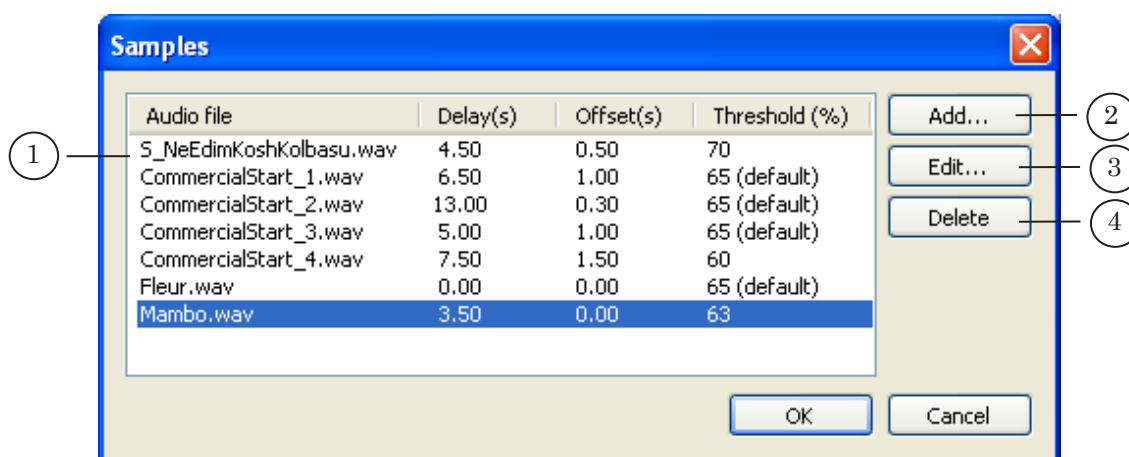 Samples
Audio file Delay(s) Offset(s) Threshold (%)
S_NeEdimKoshKolbasu.wav 4.50 0.50 70
CommercialStart_1.wav 6.50 1.00 65 (default)
CommercialStart_2.wav 13.00 0.30 65 (default)
CommercialStart_3.wav 5.00 1.00 65 (default)
CommercialStart_4.wav 7.50 1.50 60
Fleur.wav 0.00 0.00 65 (default)
Mambo.wav 3.50 0.00 63
Add...
Edit...
Delete
OK Cancel
1
2
3
4